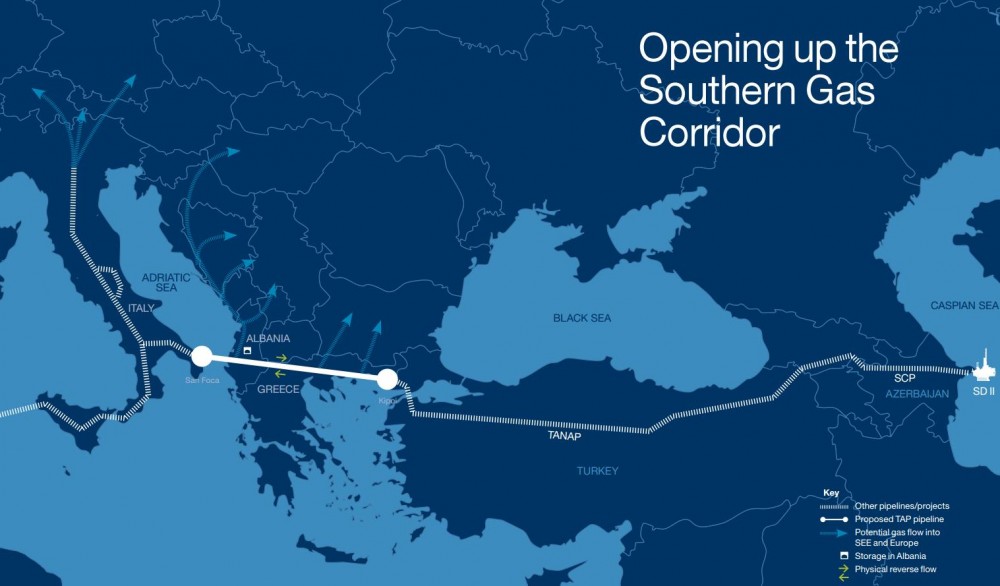 Opening up the
Southern Gas
Corridor
ADRIATIC
SEA
ITALY
ALBANIA
San Foca
GREECE
Kipoi
BLACK SEA
CASPIAN SEA
SCP
AZERBAIJAN
SD II
TANAP
TURKEY
Key
Other pipelines/projects
Proposed TAP pipeline
Potential gas flow into
SEE and Europe
Storage in Albania
Physical reverse flow